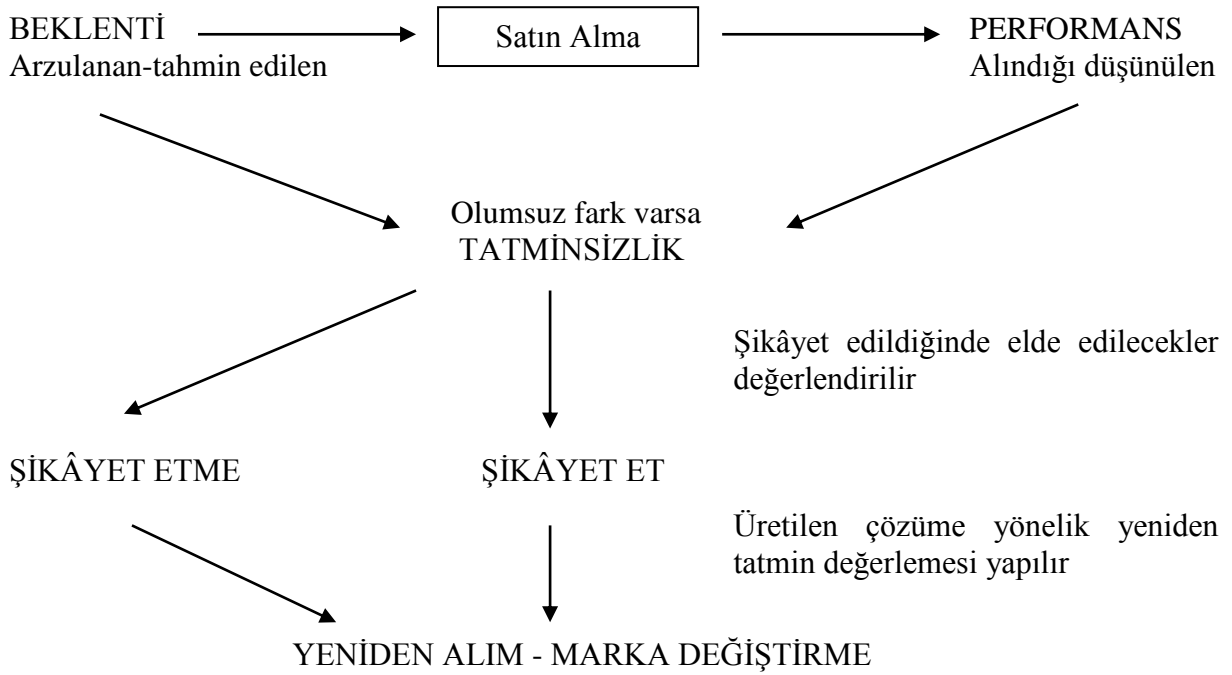 BEKLENTİ
Arzulanan-tahmin edilen
Satın Alma
PERFORMANS
Alındığı düşünülen
Olumsuz fark varsa
TATMİNSİZLİK
Şikâyet edildiğinde elde edilecekler
değerlendirilir
ŞİKÂYET ETME
ŞİKÂYET ET
Üretilen çözüme yönelik yeniden
tatmin değerlemesi yapılır
YENİDEN ALIM - MARKA DEĞİŞTİRME